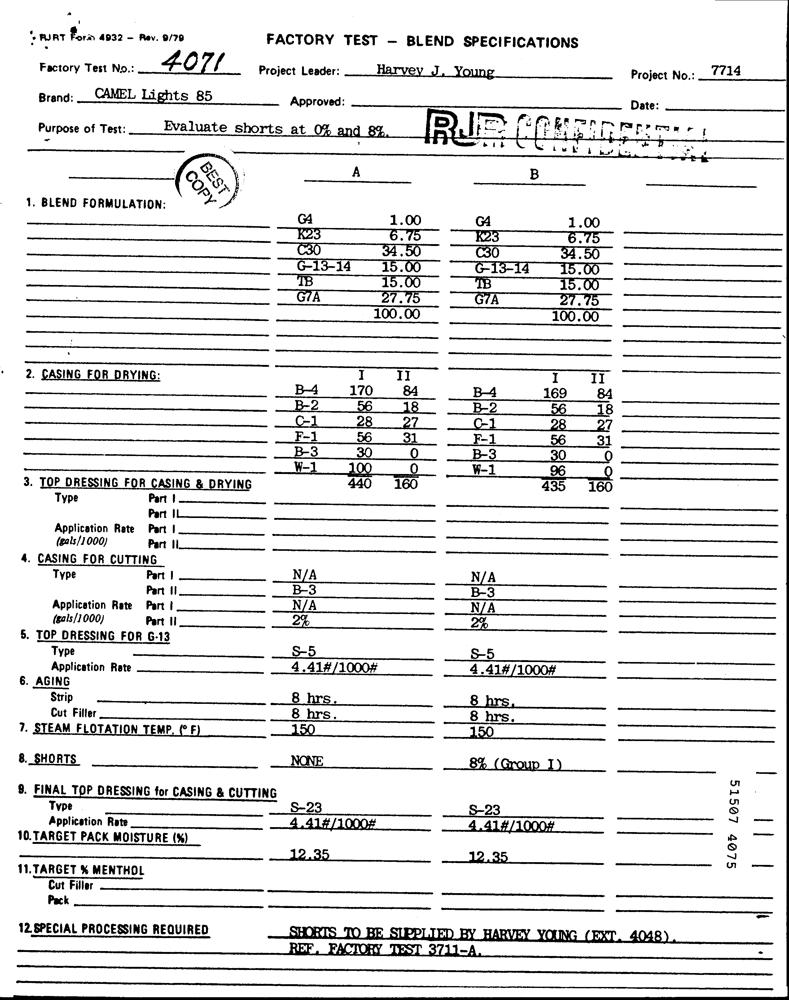 RJRT Form 4932 - Rev. 9/79
FACTORY TEST - BLEND SPECIFICATIONS
Factory Test No.: 4071 Project Leader: Harvey J. Young Project No.: 7714
Brand: CAMEL Lights 85 Approved: Date:
Purpose of Test: Evaluate shorts at 0% and 8%. RJR CONFIDENTIAL
BEST COPY
A B
1. BLEND FORMULATION:
G4 1.00 G4 1.00
K23 6.75 K23 6.75
C30 34.50 C30 34.50
G-13-14 15.00 G-13-14 15.00
TB 15.00 TB 15.00
G7A 27.75 G7A 27.75
100.00 100.00
2. CASING FOR DRYING: I II I II
B-4 170 84 B-4 169 84
B-2 56 18 B-2 56 18
C-1 28 27 C-1 28 27
F-1 56 31 F-1 56 31
B-3 30 0 B-3 30 0
W-1 100 0 W-1 96 0
3. TOP DRESSING FOR CASING & DRYING 440 160 435 160
Type Part I
Part II
Application Rate Part I
(gals/1000) Part II
4. CASING FOR CUTTING
Type Part I N/A N/A
Part II B-3 B-3
Application Rate Part I N/A N/A
(gals/1000) Part II 2% 2%
5. TOP DRESSING FOR G-13
Type S-5 S-5
Application Rate 4.41#/1000# 4.41#/1000#
6. AGING
Strip 8 hrs. 8 hrs.
Cut Filler 8 hrs. 8 hrs.
7. STEAM FLOTATION TEMP. (° F) 150 150
8. SHORTS NONE 8% (Group I)
9. FINAL TOP DRESSING for CASING & CUTTING
Type S-23 S-23
Application Rate 4.41#/1000# 4.41#/1000#
10. TARGET PACK MOISTURE (%)
12.35 12.35
11. TARGET % MENTHOL
Cut Filler
Pack
12. SPECIAL PROCESSING REQUIRED SHORTS TO BE SUPPLIED BY HARVEY YOUNG (EXT. 4048).
REF. FACTORY TEST 3711-A.
51507 4075